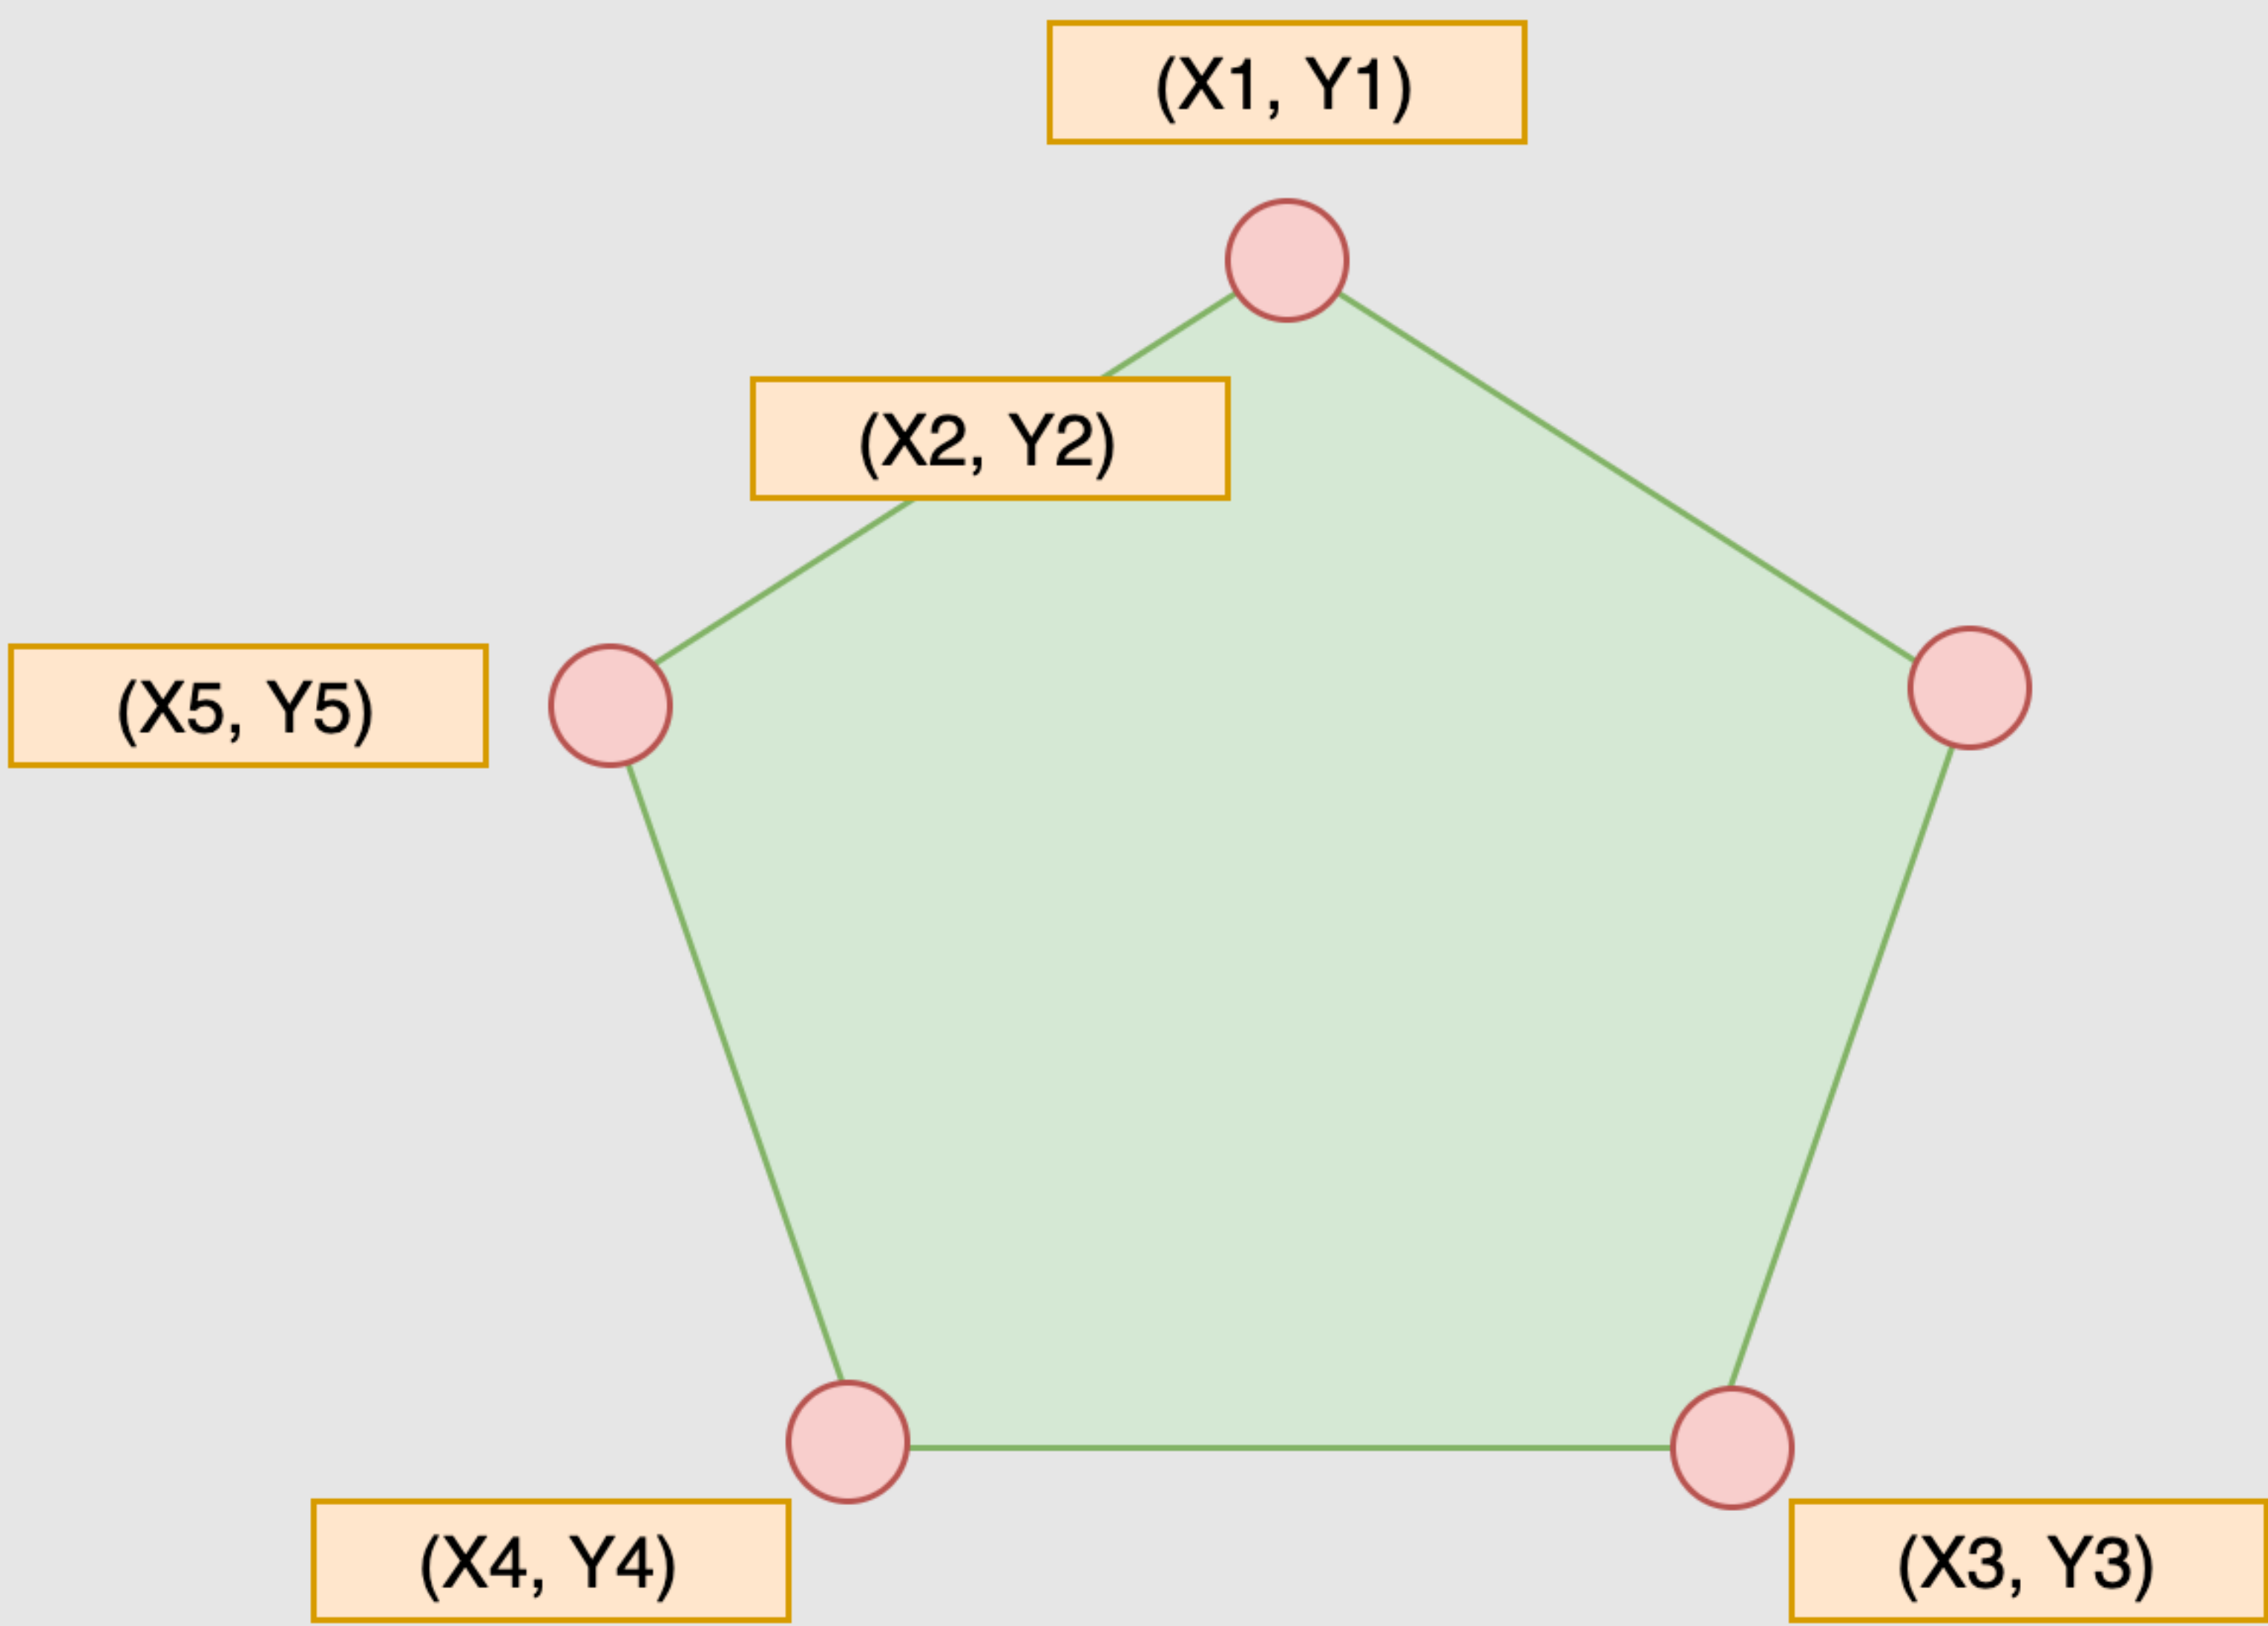 (X1, Y1)
(X2, Y2)
(X5, Y5)
(X4, Y4)
(X3, Y3)